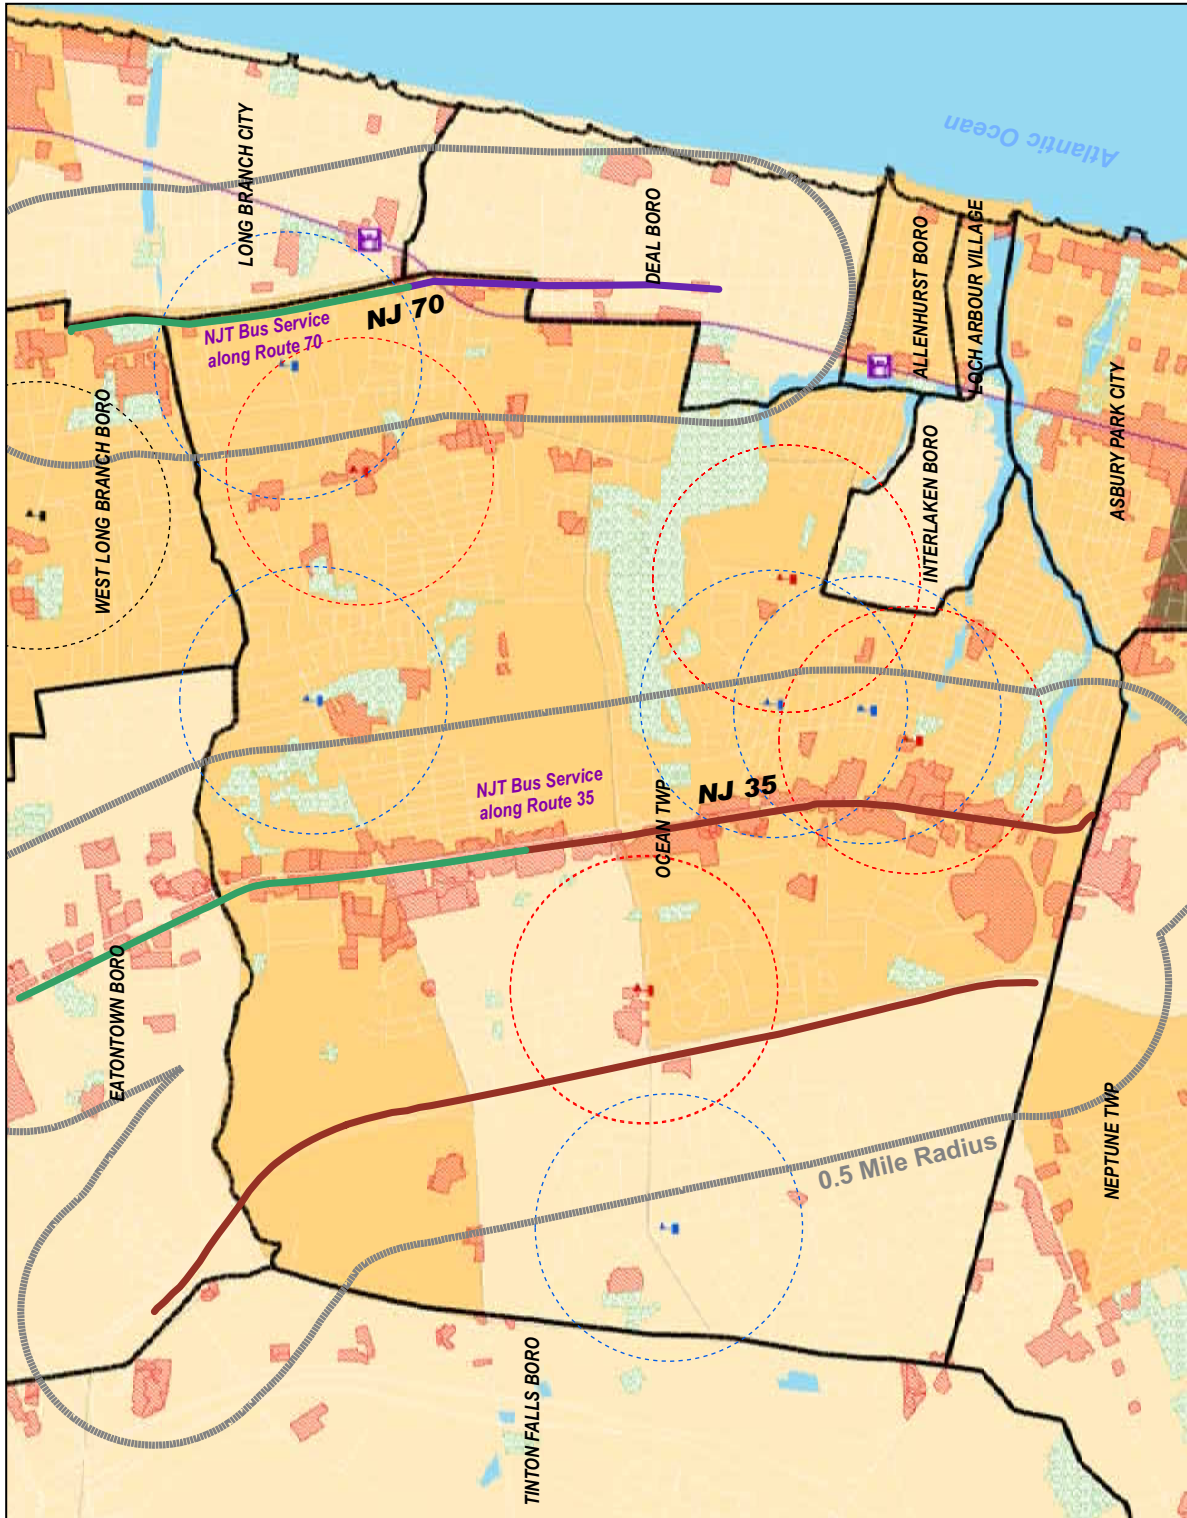 Atlantic Ocean
LONG BRANCH CITY
DEAL BORO
ALLENHURST BORO
LOCH ARBOUR VILLAGE
NJ 70
NJT Bus Service
along Route 70
WEST LONG BRANCH BORO
ASBURY PARK CITY
INTERLAKEN BORO
NJT Bus Service
along Route 35
NJ 35
OCEAN TWP
EATONTOWN BORO
0.5 Mile Radius
NEPTUNE TWP
TINTON FALLS BORO